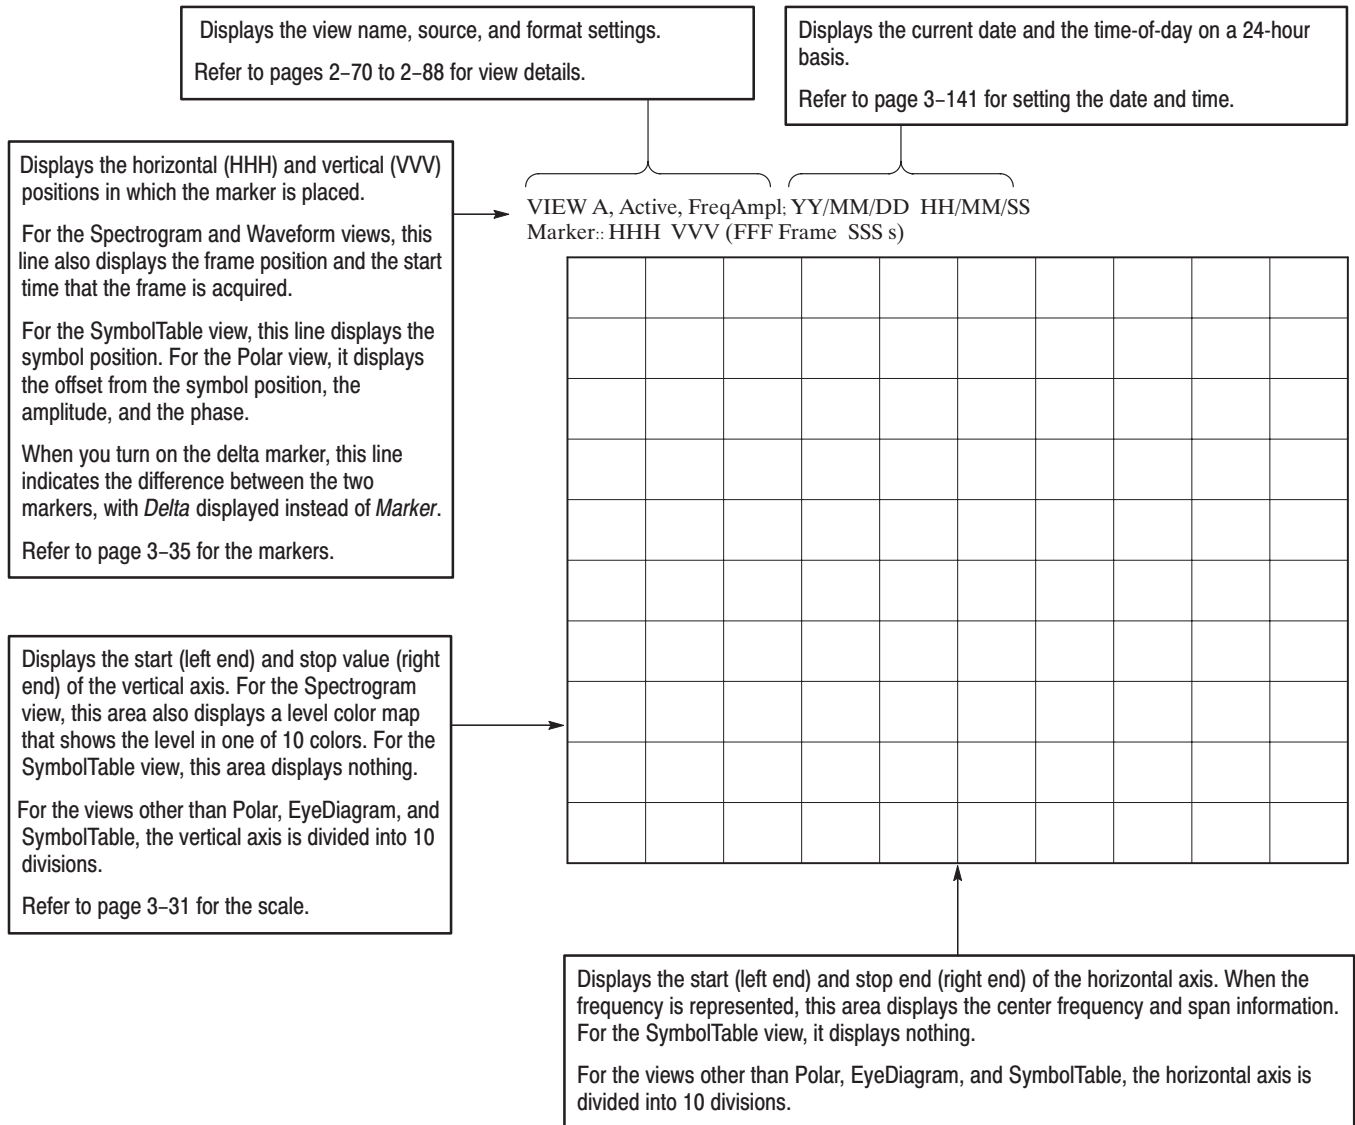 Displays the view name, source, and format settings.
Refer to pages 2–70 to 2–88 for view details.
Displays the current date and the time-of-day on a 24-hour
basis.
Refer to page 3–141 for setting the date and time.
Displays the horizontal (HHH) and vertical (VVV)
positions in which the marker is placed.
For the Spectrogram and Waveform views, this
line also displays the frame position and the start
time that the frame is acquired.
For the SymbolTable view, this line displays the
symbol position. For the Polar view, it displays
the offset from the symbol position, the
amplitude, and the phase.
When you turn on the delta marker, this line
indicates the difference between the two
markers, with Delta displayed instead of Marker.
Refer to page 3–35 for the markers.
VIEW A, Active, FreqAmpl; YY/MM/DD HH/MM/SS
Marker:: HHH VVV (FFF Frame SSS s)
Displays the start (left end) and stop value (right
end) of the vertical axis. For the Spectrogram
view, this area also displays a level color map
that shows the level in one of 10 colors. For the
SymbolTable view, this area displays nothing.
For the views other than Polar, EyeDiagram, and
SymbolTable, the vertical axis is divided into 10
divisions.
Refer to page 3–31 for the scale.
Displays the start (left end) and stop end (right end) of the horizontal axis. When the
frequency is represented, this area displays the center frequency and span information.
For the SymbolTable view, it displays nothing.
For the views other than Polar, EyeDiagram, and SymbolTable, the horizontal axis is
divided into 10 divisions.